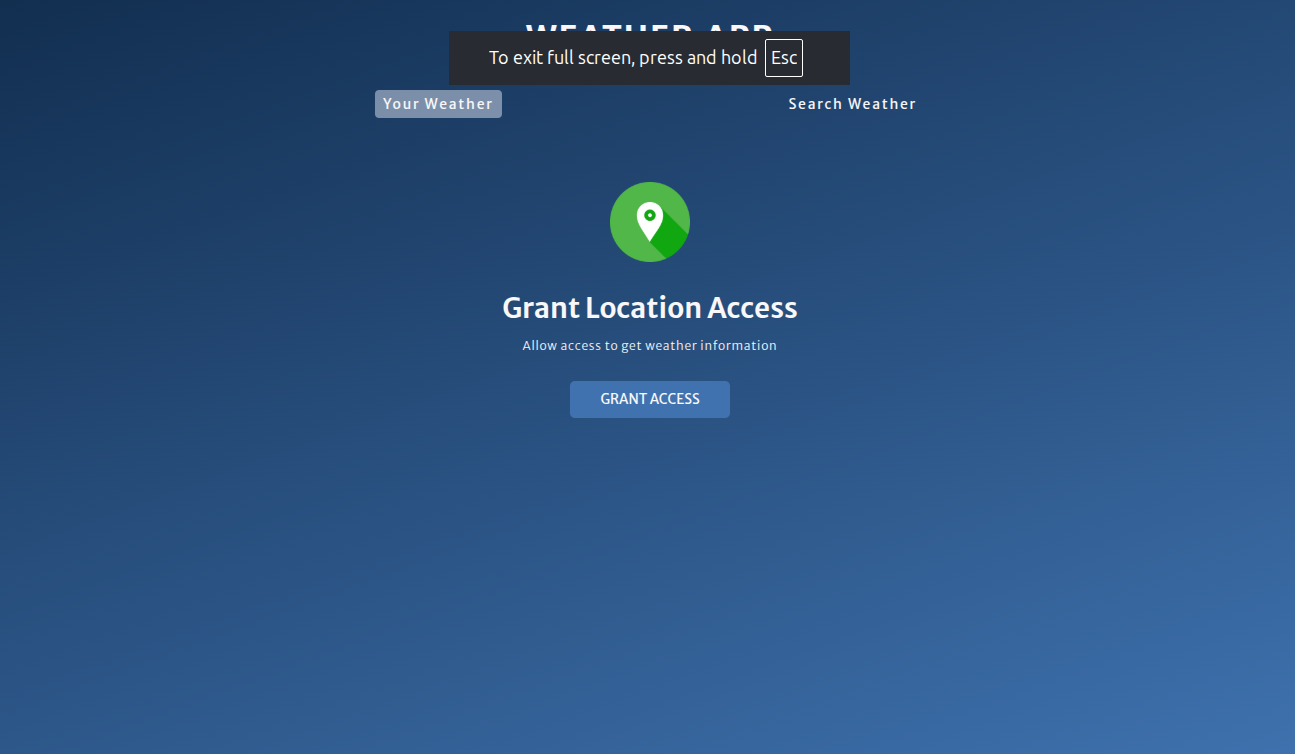 WEATHER APP
To exit full screen, press and hold Esc
Your Weather
Search Weather
Grant Location Access
Allow access to get weather information
GRANT ACCESS